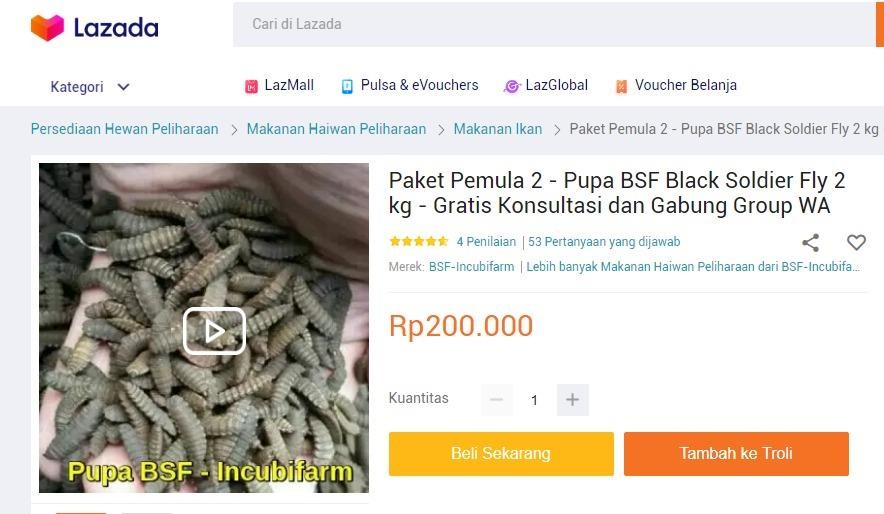 Lazada
Cari di Lazada
Kategori
LazMall
Pulsa & eVouchers
LazGlobal
Voucher Belanja
Persediaan Hewan Peliharaan > Makanan Haiwan Peliharaan > Makanan Ikan > Paket Pemula 2 - Pupa BSF Black Soldier Fly 2 kg
Pupa BSF - Incubifarm
Paket Pemula 2 - Pupa BSF Black Soldier Fly 2
kg - Gratis Konsultasi dan Gabung Group WA
4 Penilaian | 53 Pertanyaan yang dijawab
Merek: BSF-Incubifarm | Lebih banyak Makanan Haiwan Peliharaan dari BSF-Incubifa...
Rp200.000
Kuantitas − 1 +
Beli Sekarang
Tambah ke Troli